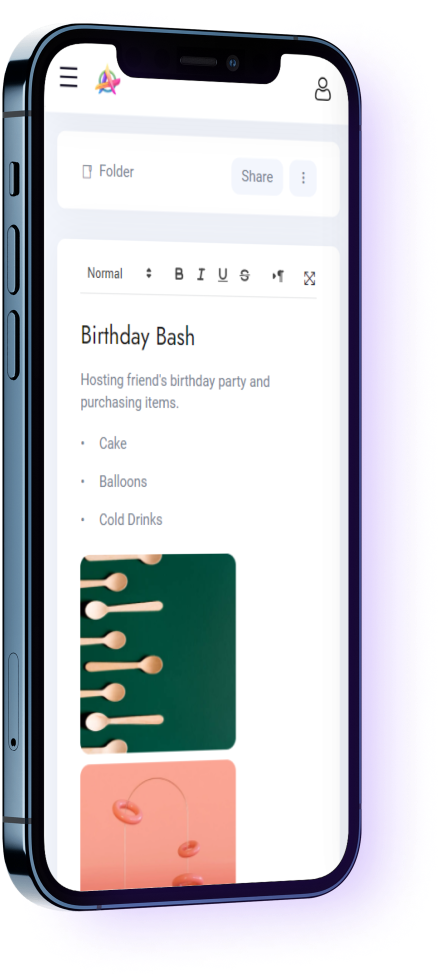 Folder
Share
Normal
B I U S
Birthday Bash
Hosting friend's birthday party and
purchasing items.
• Cake
• Balloons
• Cold Drinks